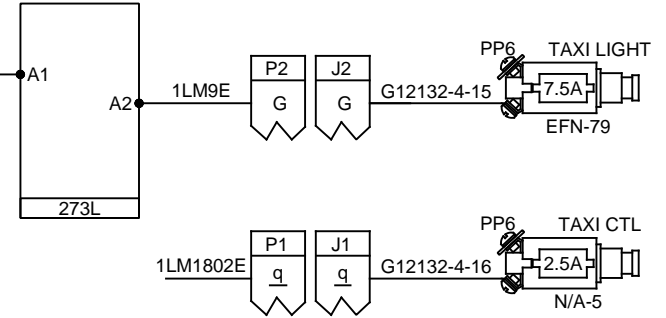 A1
A2
273L
1LM9E
P2
G
J2
G
G12132-4-15
PP6
TAXI LIGHT
7.5A
EFN-79
1LM1802E
P1
q
J1
q
G12132-4-16
PP6
TAXI CTL
2.5A
N/A-5